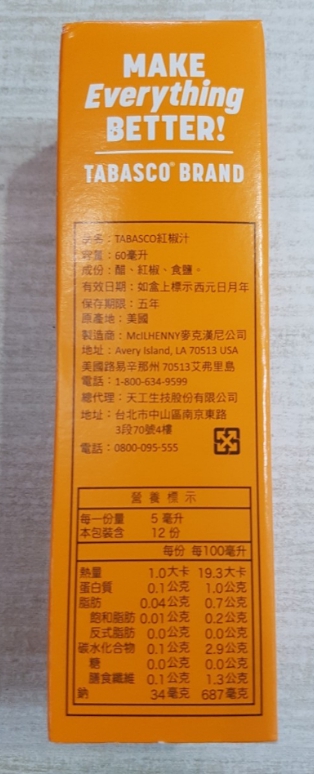 MAKE
Everything
BETTER!
TABASCO® BRAND
品名：TABASCO紅椒汁
容量：60毫升
成份：醋、紅椒、食鹽。
有效日期：如盒上標示西元日月年
保存期限：五年
原產地：美國
製造商：McILHENNY麥克漢尼公司
地址：Avery Island, LA 70513 USA
美國路易辛那州 70513艾弗里島
電話：1-800-634-9599
總代理：天工生技股份有限公司
地址：台北市中山區南京東路
3段70號4樓
電話：0800-095-555
營養標示
每一份量 5 毫升
本包裝含 12 份
每份 每100毫升
熱量 1.0大卡 19.3大卡
蛋白質 0.1公克 1.0公克
脂肪 0.04公克 0.7公克
飽和脂肪 0.01公克 0.2公克
反式脂肪 0.0公克 0.0公克
碳水化合物 0.1公克 2.9公克
糖 0.0公克 0.0公克
膳食纖維 0.1公克 1.3公克
鈉 34毫克 687毫克